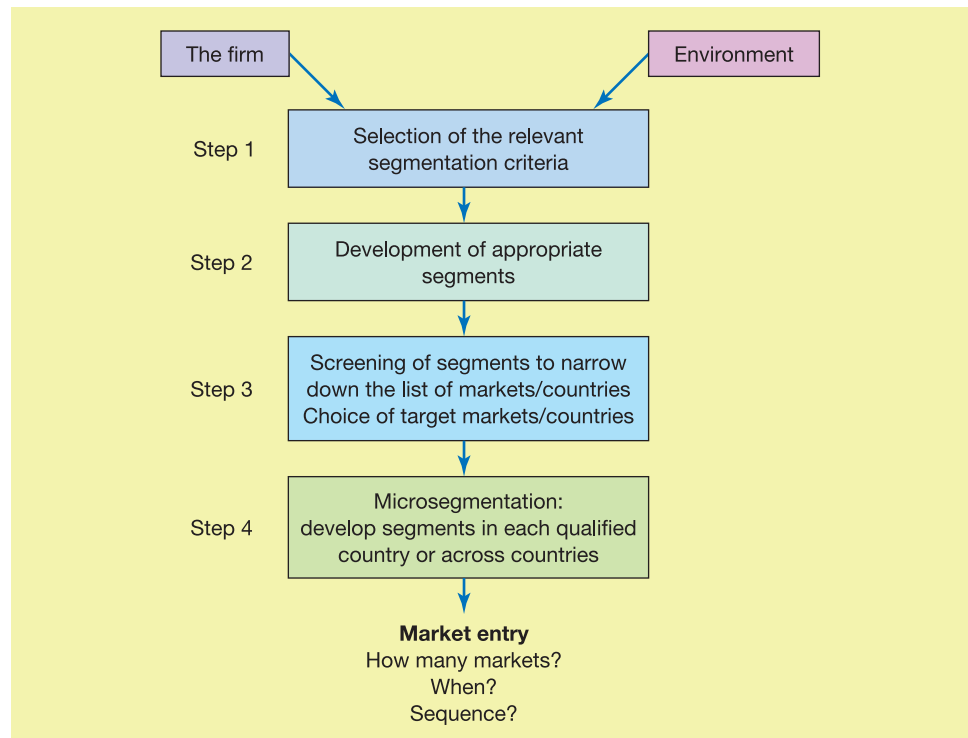 The firm
Environment
Step 1
Selection of the relevant
segmentation criteria
Step 2
Development of appropriate
segments
Step 3
Screening of segments to narrow
down the list of markets/countries
Choice of target markets/countries
Step 4
Microsegmentation:
develop segments in each qualified
country or across countries
Market entry
How many markets?
When?
Sequence?